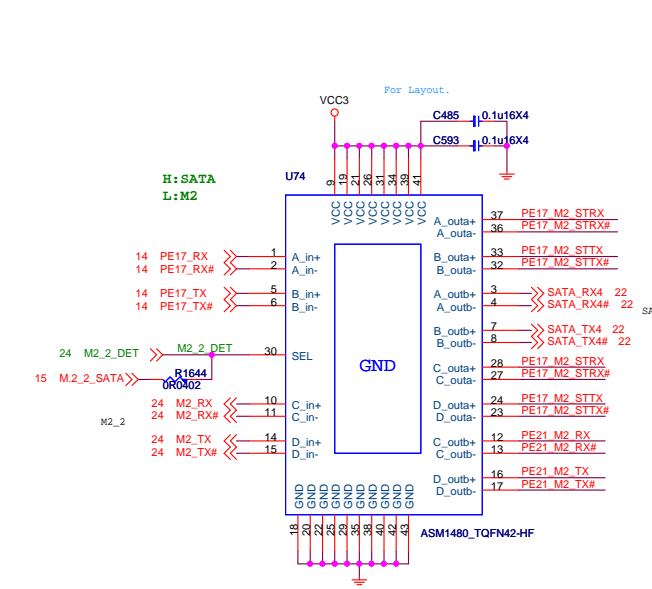 For Layout.
VCC3
C485 0.1u16X4
C593 0.1u16X4
U74
H:SATA
L:M2
9 19 21 26 31 34 39 41
VCC VCC VCC VCC VCC VCC VCC VCC
A_outa+ 37 PE17_M2_STRX
A_outa- 36 PE17_M2_STRX#
14 PE17_RX 1 A_in+
14 PE17_RX# 2 A_in-
B_outa+ 33 PE17_M2_STTX
B_outa- 32 PE17_M2_STTX#
14 PE17_TX 5 B_in+
14 PE17_TX# 6 B_in-
A_outb+ 3 SATA_RX4 22
A_outb- 4 SATA_RX4# 22
B_outb+ 7 SATA_TX4 22
B_outb- 8 SATA_TX4# 22
24 M2_2_DET M2_2_DET 30 SEL
15 M.2_2_SATA R1644
0R0402
GND
C_outa+ 28 PE17_M2_STRX
C_outa- 27 PE17_M2_STRX#
24 M2_RX 10 C_in+
24 M2_RX# 11 C_in-
M2_2
D_outa+ 24 PE17_M2_STTX
D_outa- 23 PE17_M2_STTX#
24 M2_TX 14 D_in+
24 M2_TX# 15 D_in-
C_outb+ 12 PE21_M2_RX
C_outb- 13 PE21_M2_RX#
D_outb+ 16 PE21_M2_TX
D_outb- 17 PE21_M2_TX#
GND GND GND GND GND GND GND GND GND GND
18 20 22 25 29 35 38 40 42 43
ASM1480_TQFN42-HF